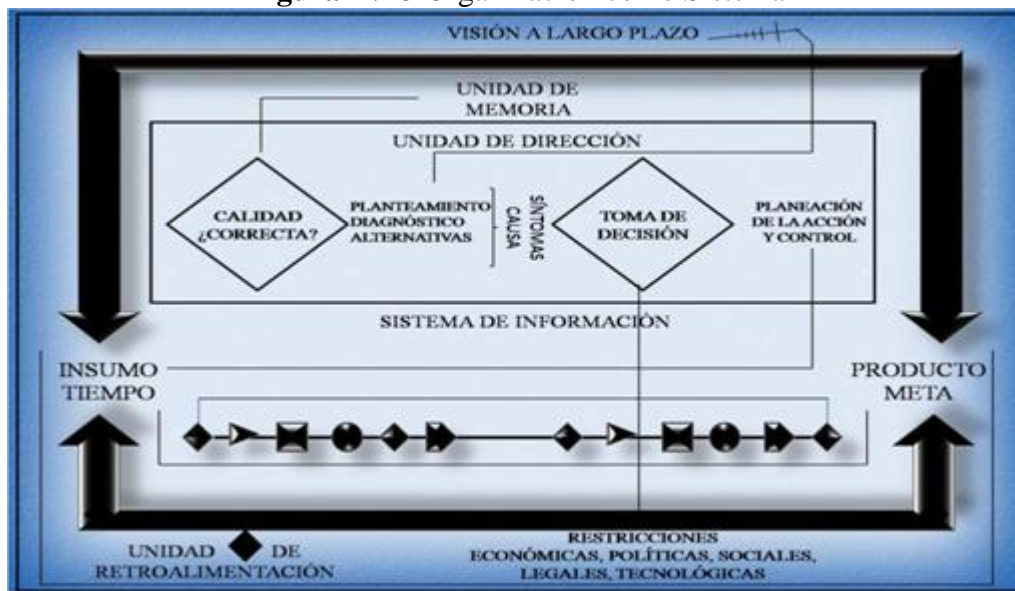 VISIÓN A LARGO PLAZO
UNIDAD DE
MEMORIA
UNIDAD DE DIRECCIÓN
CALIDAD
¿CORRECTA?
PLANTEAMIENTO
DIAGNÓSTICO
ALTERNATIVAS
SÍNTOMAS
CAUSA
TOMA DE
DECISIÓN
PLANEACIÓN
DE LA ACCIÓN
Y CONTROL
SISTEMA DE INFORMACIÓN
INSUMO
TIEMPO
PRODUCTO
META
UNIDAD DE
RETROALIMENTACIÓN
RESTRICCIONES
ECONÓMICAS, POLÍTICAS, SOCIALES,
LEGALES, TECNOLÓGICAS